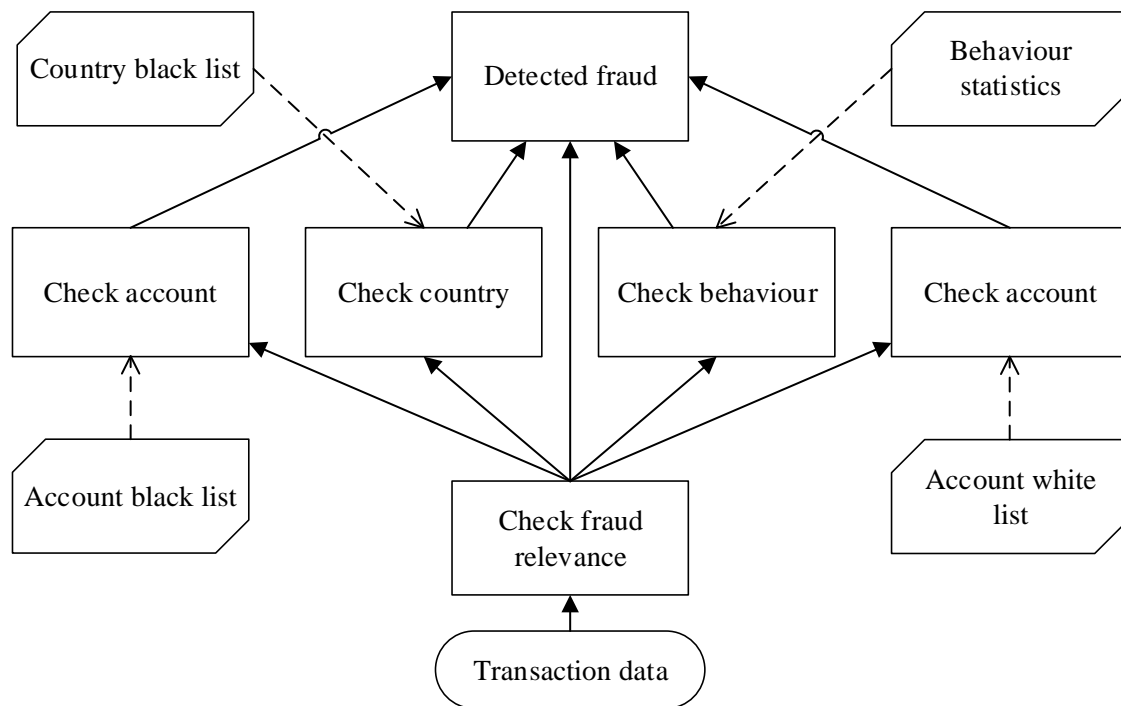 Country black list
Detected fraud
Behaviour
statistics
Check account
Check country
Check behaviour
Check account
Account black list
Check fraud
relevance
Account white
list
Transaction data